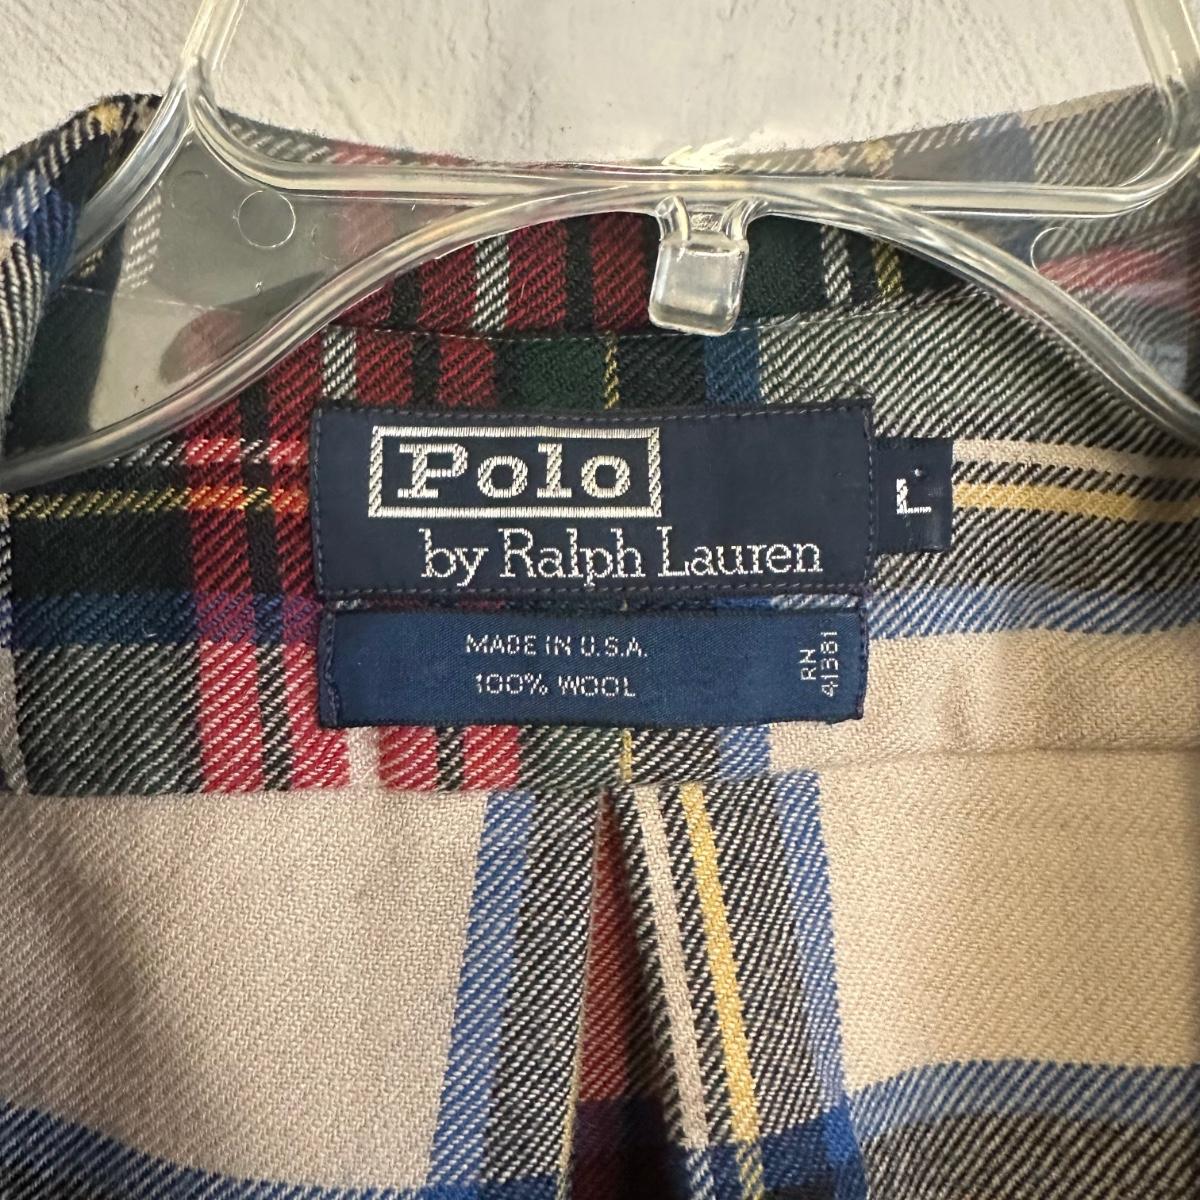 Polo
by Ralph Lauren
L
MADE IN U.S.A.
100% WOOL
RN
41381